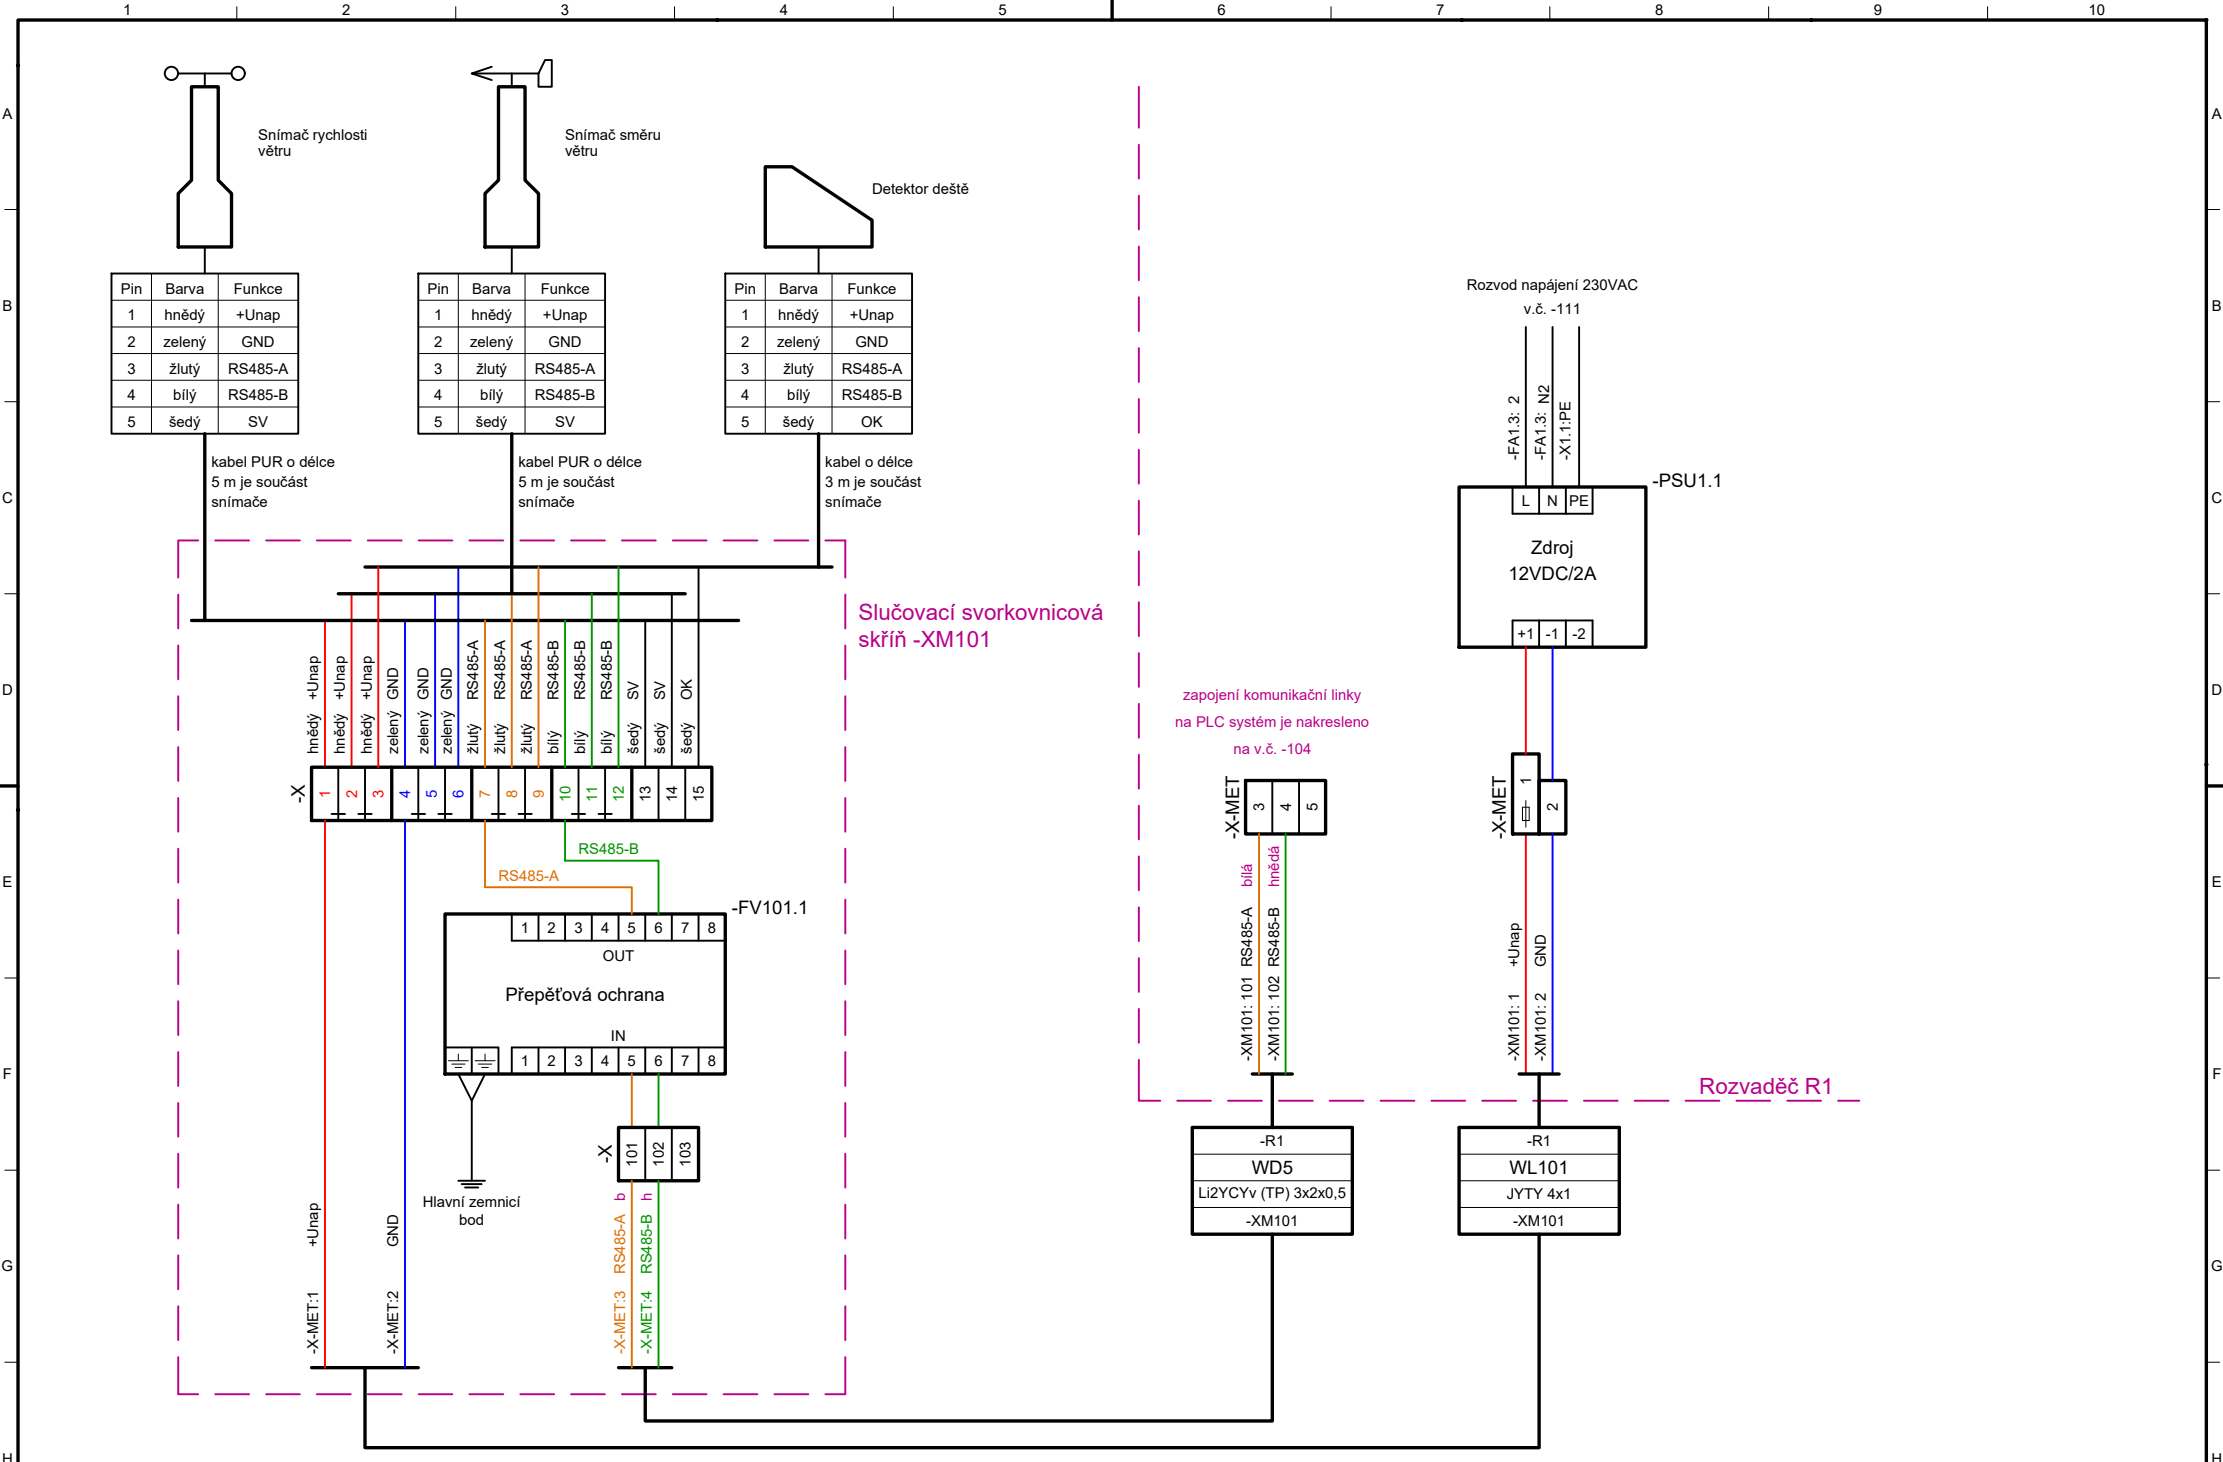 1 2 3 4 5 6 7 8 9 10
A A
B B
C C
D D
E E
F F
G G
H H
Snímač rychlosti
větru
Snímač směru
větru
Detektor deště
Pin Barva Funkce
1 hnědý +Unap
2 zelený GND
3 žlutý RS485-A
4 bílý RS485-B
5 šedý SV
Pin Barva Funkce
1 hnědý +Unap
2 zelený GND
3 žlutý RS485-A
4 bílý RS485-B
5 šedý SV
Pin Barva Funkce
1 hnědý +Unap
2 zelený GND
3 žlutý RS485-A
4 bílý RS485-B
5 šedý OK
kabel PUR o délce
5 m je součást
snímače
kabel PUR o délce
5 m je součást
snímače
kabel o délce
3 m je součást
snímače
Slučovací svorkovnicová
skříň -XM101
hnědý +Unap
hnědý +Unap
hnědý +Unap
zelený GND
zelený GND
zelený GND
žlutý RS485-A
žlutý RS485-A
žlutý RS485-A
bílý RS485-B
bílý RS485-B
bílý RS485-B
šedý SV
šedý SV
šedý OK
-X
1 2 3 4 5 6 7 8 9 10 11 12 13 14 15
RS485-B
RS485-A
-FV101.1
1 2 3 4 5 6 7 8
OUT
Přepěťová ochrana
IN
1 2 3 4 5 6 7 8
-X
101 102 103
Hlavní zemnicí
bod
-X-MET:1 +Unap
-X-MET:2 GND
-X-MET:3 RS485-A b
-X-MET:4 RS485-B h
Rozvod napájení 230VAC
v.č. -111
-FA1.3: 2
-FA1.3: N2
-X1.1:PE
-PSU1.1
L N PE
Zdroj
12VDC/2A
+1 -1 -2
zapojení komunikační linky
na PLC systém je nakresleno
na v.č. -104
-X-MET
3 4 5
-X-MET
1 2
-XM101: 101 RS485-A bílá
-XM101: 102 RS485-B hnědá
-XM101: 1 +Unap
-XM101: 2 GND
Rozvaděč R1
-R1
WD5
Li2YCYv (TP) 3x2x0,5
-XM101
-R1
WL101
JYTY 4x1
-XM101